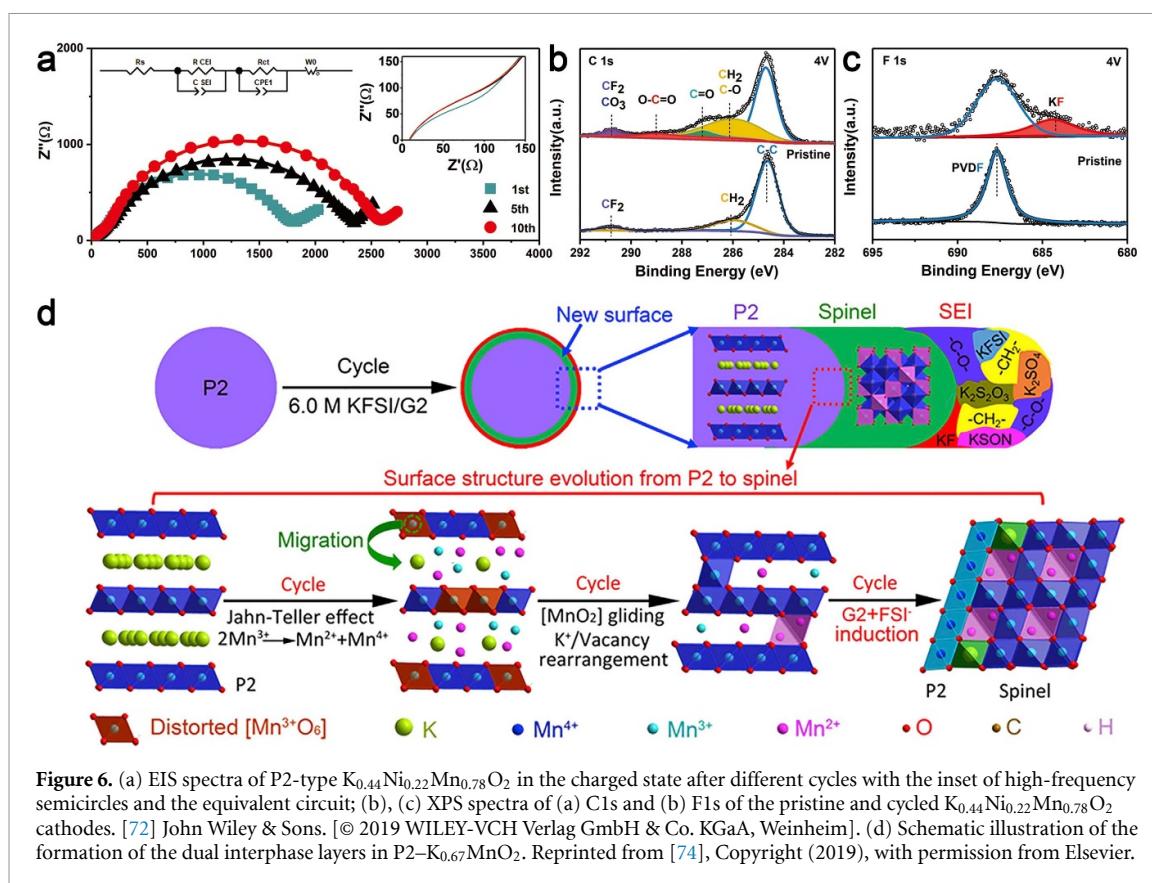 a
2000
1000
0
Z''(Ω)
Rs
R CEI
C SEI
Rct
CPE1
W0
150
100
50
0
Z''(Ω)
0 50 100 150
Z'(Ω)
1st
5th
10th
0 500 1000 1500 2000 2500 3000 3500 4000
Z'(Ω)
b
C 1s
4V
CF₂
CO₃
O-C=O
C=O
CH₂
C-O
Pristine
C-C
CF₂
CH₂
Intensity(a.u.)
292 290 288 286 284 282
Binding Energy (eV)
c
F 1s
4V
KF
Pristine
PVDF
Intensity(a.u.)
695 690 685 680
Binding Energy (eV)
d
P2
Cycle
6.0 M KFSI/G2
New surface
P2
Spinel
SEI
-C-O-
KFSI
-CH₂-
K₂SO₄
K₂S₂O₃
-CH₂-
-C-O-
KF
KSON
Surface structure evolution from P2 to spinel
P2
Cycle
Jahn-Teller effect
2Mn³⁺→Mn²⁺+Mn⁴⁺
Migration
Cycle
[MnO₂] gliding
K⁺/Vacancy
rearrangement
Cycle
G2+FSI⁻
induction
P2 Spinel
Distorted [Mn³⁺O₆] K Mn⁴⁺ Mn³⁺ Mn²⁺ O C H
Figure 6. (a) EIS spectra of P2-type K₀.₄₄Ni₀.₂₂Mn₀.₇₈O₂ in the charged state after different cycles with the inset of high-frequency
semicircles and the equivalent circuit; (b), (c) XPS spectra of (a) C1s and (b) F1s of the pristine and cycled K₀.₄₄Ni₀.₂₂Mn₀.₇₈O₂
cathodes. [72] John Wiley & Sons. [© 2019 WILEY-VCH Verlag GmbH & Co. KGaA, Weinheim]. (d) Schematic illustration of the
formation of the dual interphase layers in P2–K₀.₆₇MnO₂. Reprinted from [74], Copyright (2019), with permission from Elsevier.